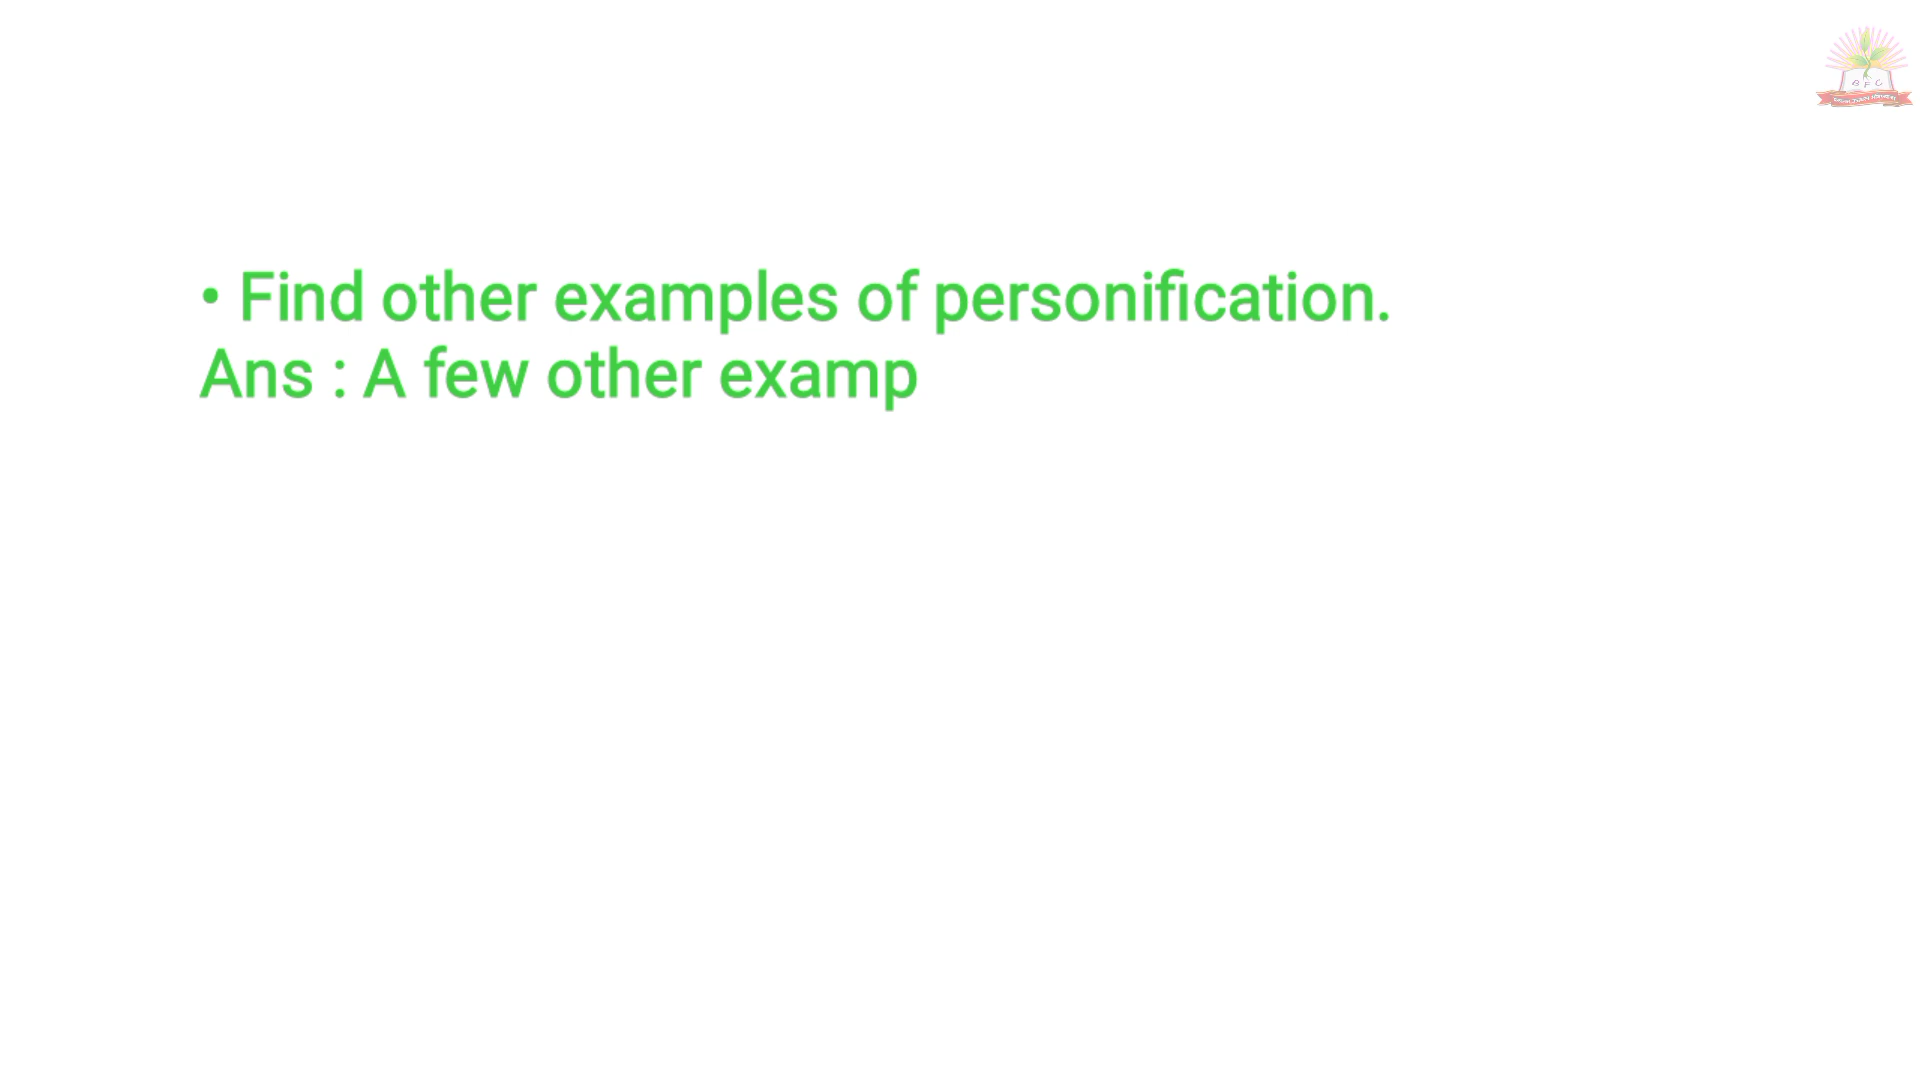 • Find other examples of personification.
Ans : A few other examp
B F C